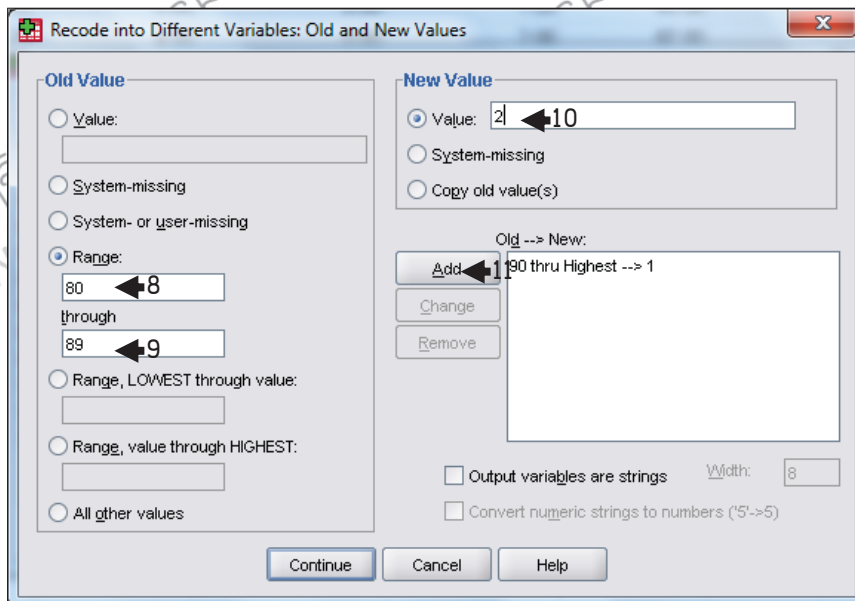 Recode into Different Variables: Old and New Values
Old Value
Value:
System-missing
System- or user-missing
Range:
80 8
through
89 9
Range, LOWEST through value:
Range, value through HIGHEST:
All other values
New Value
Value: 2 10
System-missing
Copy old value(s)
Old --> New:
Add 11
Change
Remove
90 thru Highest --> 1
Output variables are strings Width: 8
Convert numeric strings to numbers ('5'->5)
Continue Cancel Help